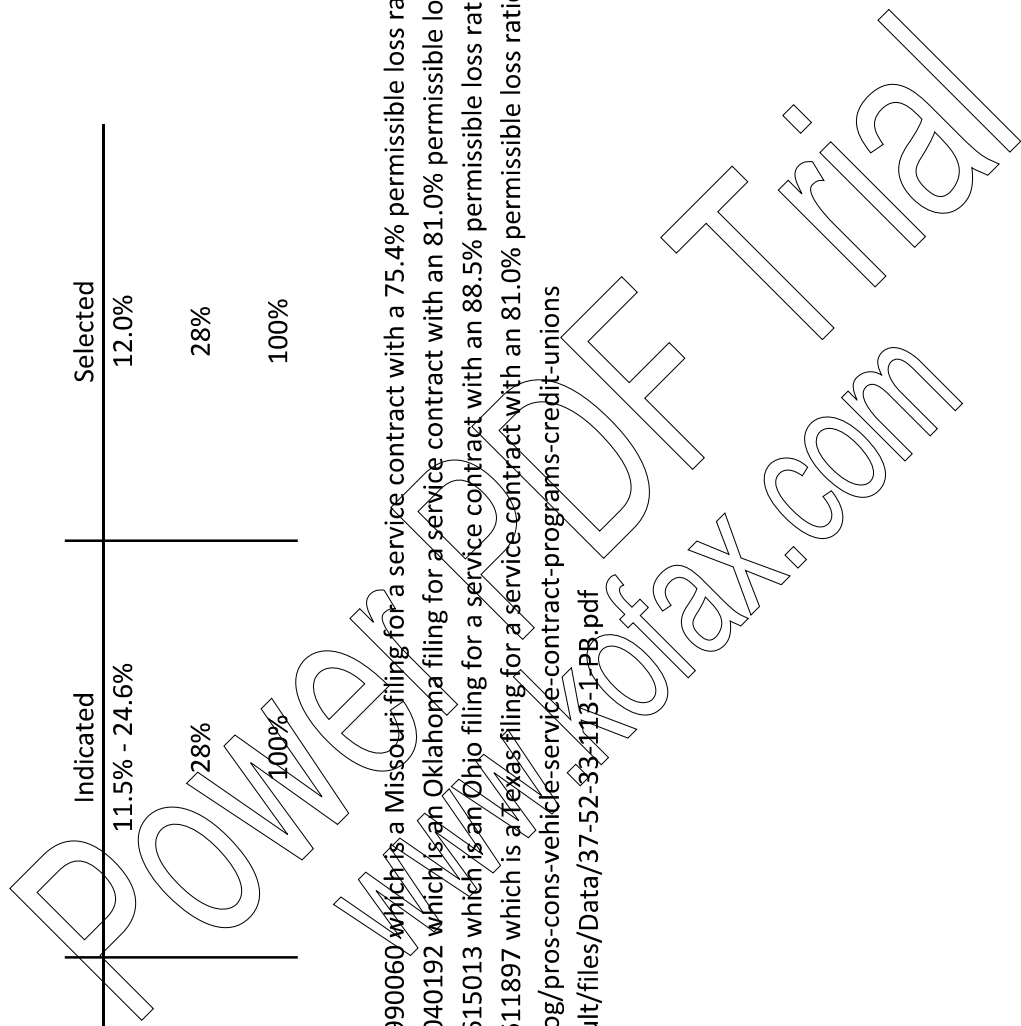 Indicated Selected
11.5% - 24.6% 12.0%
28% 28%
100% 100%
990060 which is a Missouri filing for a service contract with a 75.4% permissible loss ra
040192 which is an Oklahoma filing for a service contract with an 81.0% permissible lo
615013 which is an Ohio filing for a service contract with an 88.5% permissible loss rat
611897 which is a Texas filing for a service contract with an 81.0% permissible loss ratio
og/pros-cons-vehicle-service-contract-programs-credit-unions
ult/files/Data/37-52-33-113-1-PB.pdf
Power PDF Trial
www.kofax.com